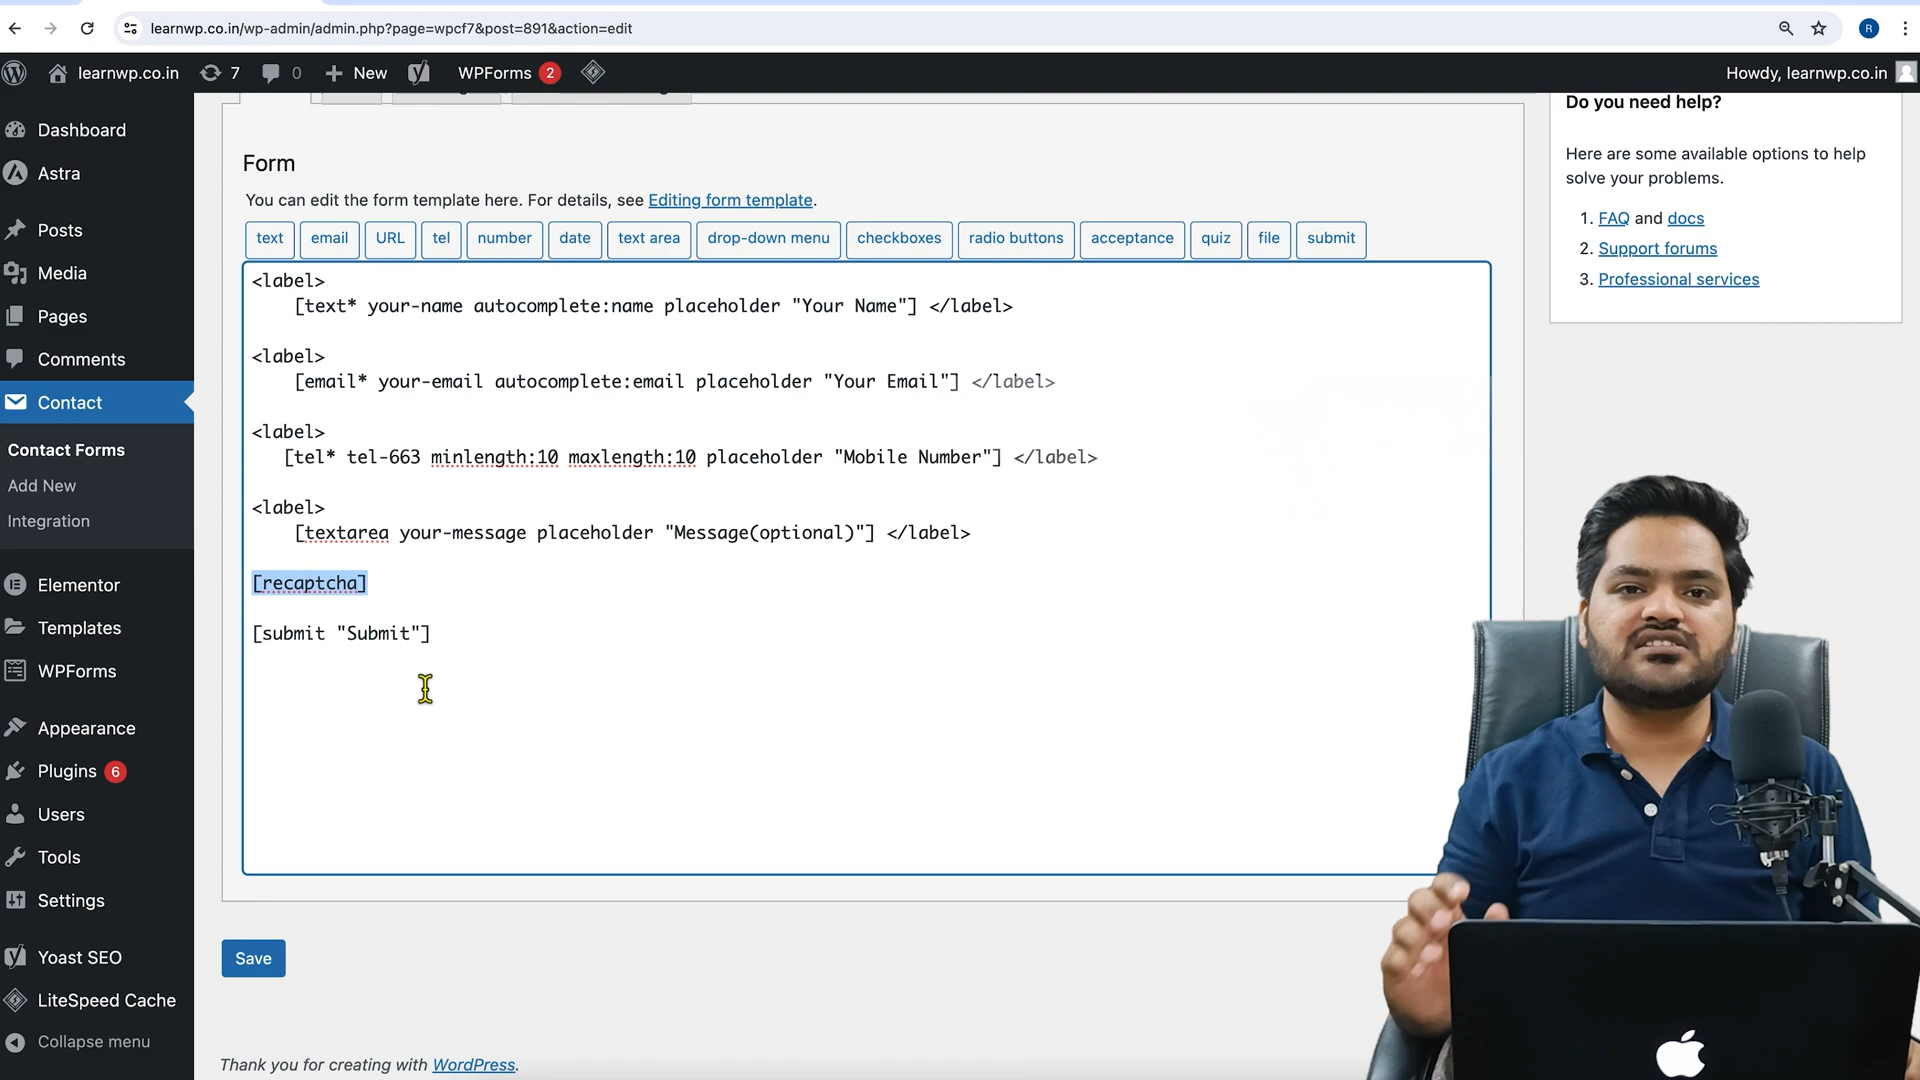 learnwp.co.in/wp-admin/admin.php?page=wpcf7&post=891&action=edit
R
learnwp.co.in
7
0
New
WPForms 2
Howdy, learnwp.co.in
Dashboard
Astra
Posts
Media
Pages
Comments
Contact
Contact Forms
Add New
Integration
Elementor
Templates
WPForms
Appearance
Plugins 6
Users
Tools
Settings
Yoast SEO
LiteSpeed Cache
Collapse menu
Form
You can edit the form template here. For details, see Editing form template.
text email URL tel number date text area drop-down menu checkboxes radio buttons acceptance quiz file submit
<label>
[text* your-name autocomplete:name placeholder "Your Name"] </label>
<label>
[email* your-email autocomplete:email placeholder "Your Email"] </label>
<label>
[tel* tel-663 minlength:10 maxlength:10 placeholder "Mobile Number"] </label>
<label>
[textarea your-message placeholder "Message(optional)"] </label>
[recaptcha]
[submit "Submit"]
Save
Thank you for creating with WordPress.
Do you need help?
Here are some available options to help
solve your problems.
1. FAQ and docs
2. Support forums
3. Professional services